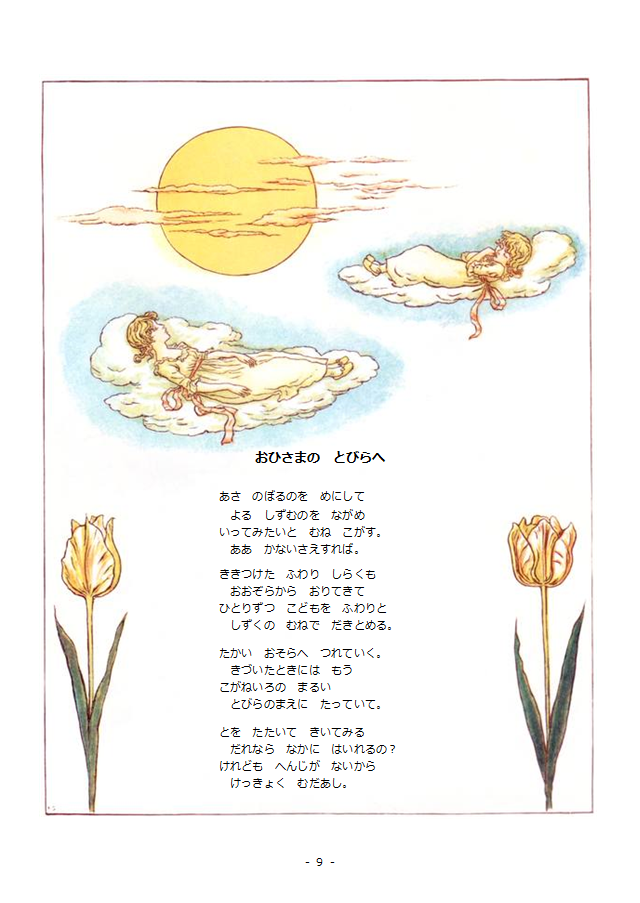 おひさまの　とびらへ
あさ　のぼるのを　めにして
　よる　しずむのを　ながめ
いってみたいと　むね　こがす。
　ああ　かないさえすれば。
ききつけた　ふわり　しらくも
　おおぞらから　おりてきて
ひとりずつ　こどもを　ふわりと
　しずくの　むねで　だきとめる。
たかい　おそらへ　つれていく。
　きづいたときには　もう
こがねいろの　まるい
　とびらのまえに　たっていて。
とを　たたいて　きいてみる
　だれなら　なかに　はいれるの？
けれども　へんじが　ないから
　けっきょく　むだあし。
- 9 -